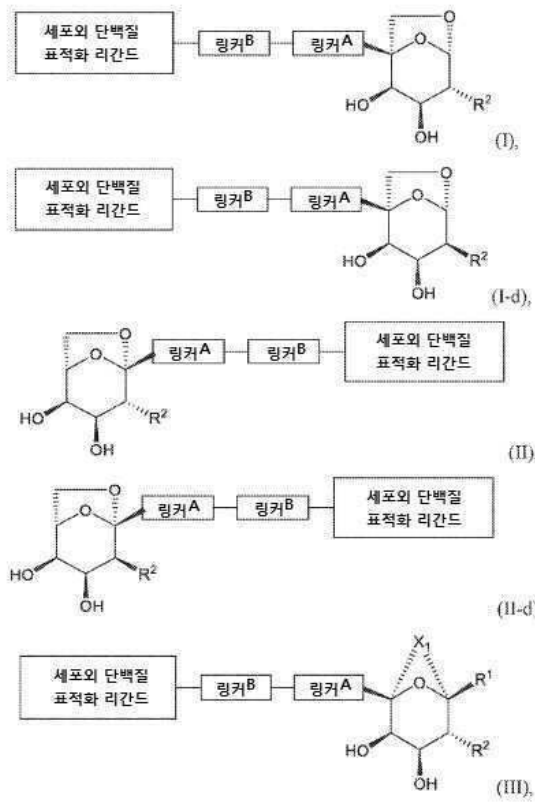 세포외 단백질
표적화 리간드
링커B
링커A
O
O
HO
R2
OH
(I),
세포외 단백질
표적화 리간드
링커B
링커A
O
O
HO
R2
OH
(I-d),
O
O
링커A
링커B
세포외 단백질
표적화 리간드
HO
R2
OH
(II)
O
O
링커A
링커B
세포외 단백질
표적화 리간드
HO
R2
OH
(II-d)
X1
세포외 단백질
표적화 리간드
링커B
링커A
O
R1
HO
R2
OH
(III),